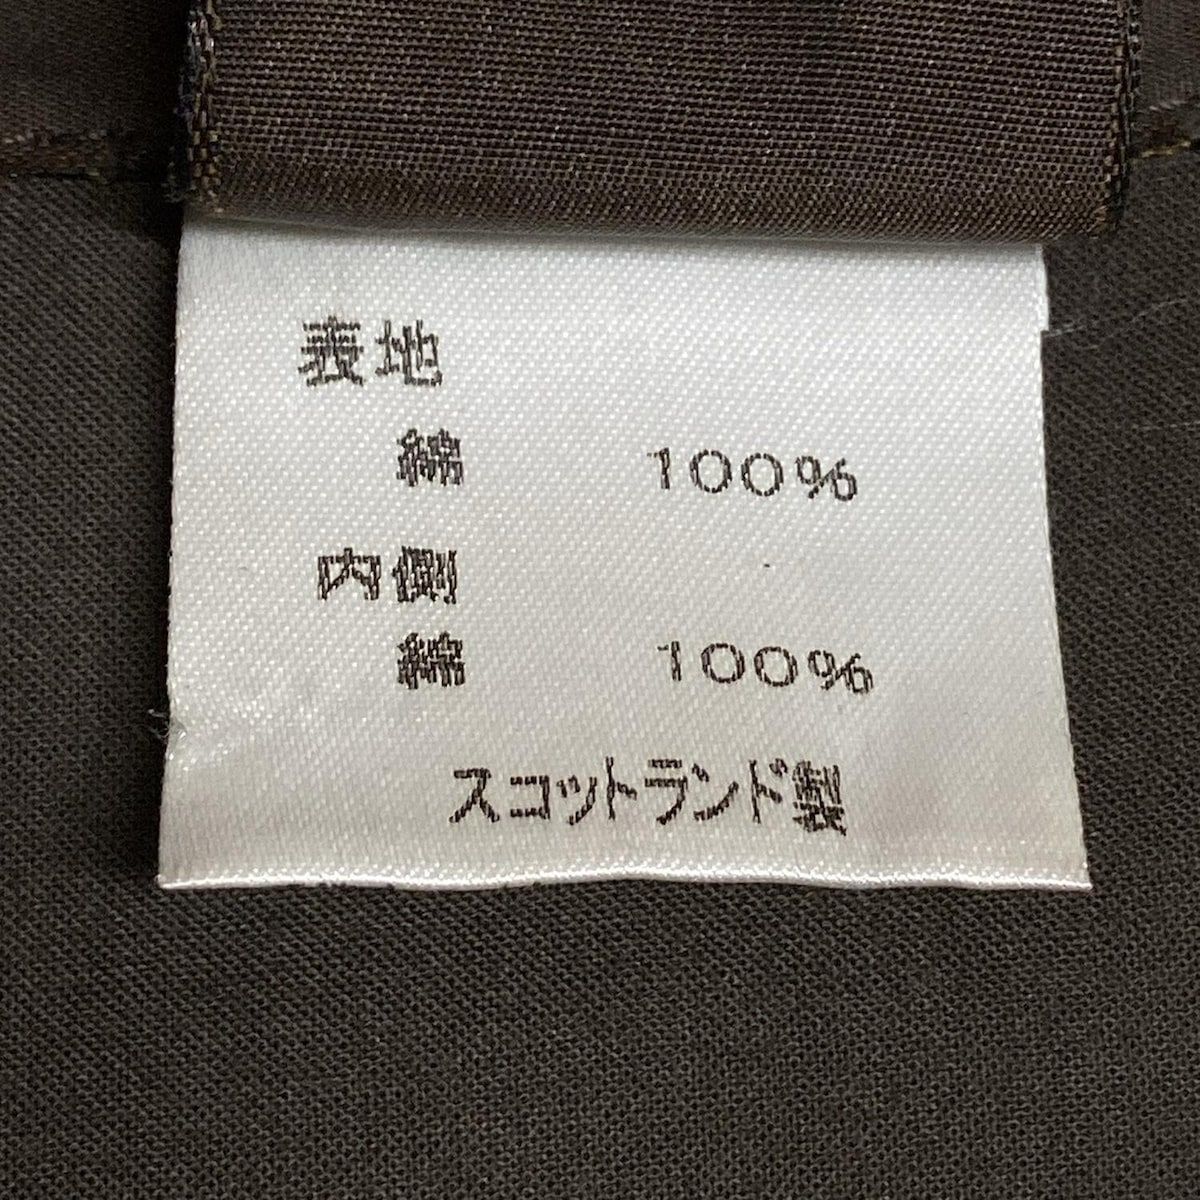 表地
綿 100%
内側
綿 100%
スコットランド製